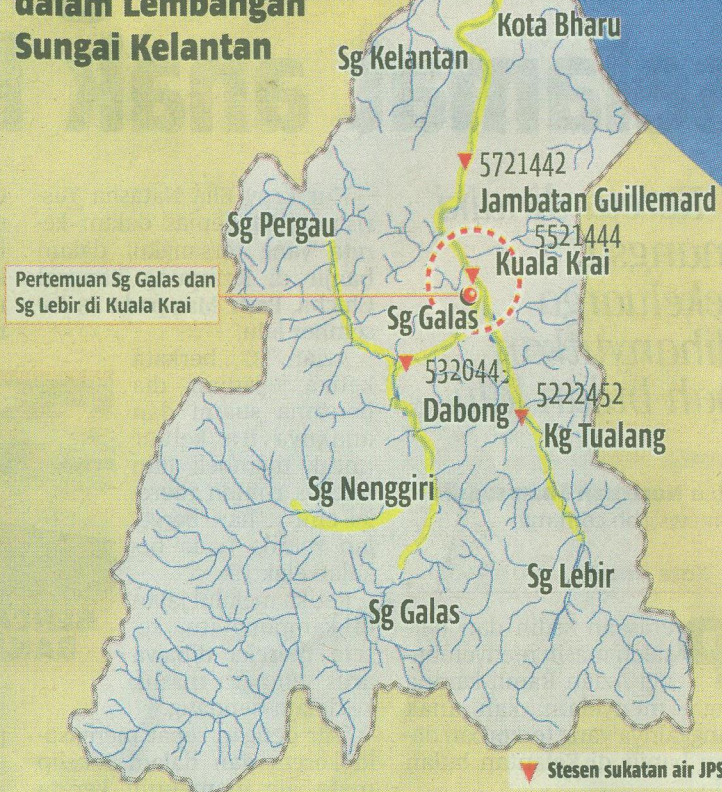 dalam Lembangan
Sungai Kelantan
Kota Bharu
Sg Kelantan
5721442
Jambatan Guillemard
Sg Pergau
5521444
Kuala Krai
Pertemuan Sg Galas dan
Sg Lebir di Kuala Krai
Sg Galas
Dabong
5222452
Kg Tualang
Sg Nenggiri
Sg Lebir
Sg Galas
Stesen sukatan air JPS